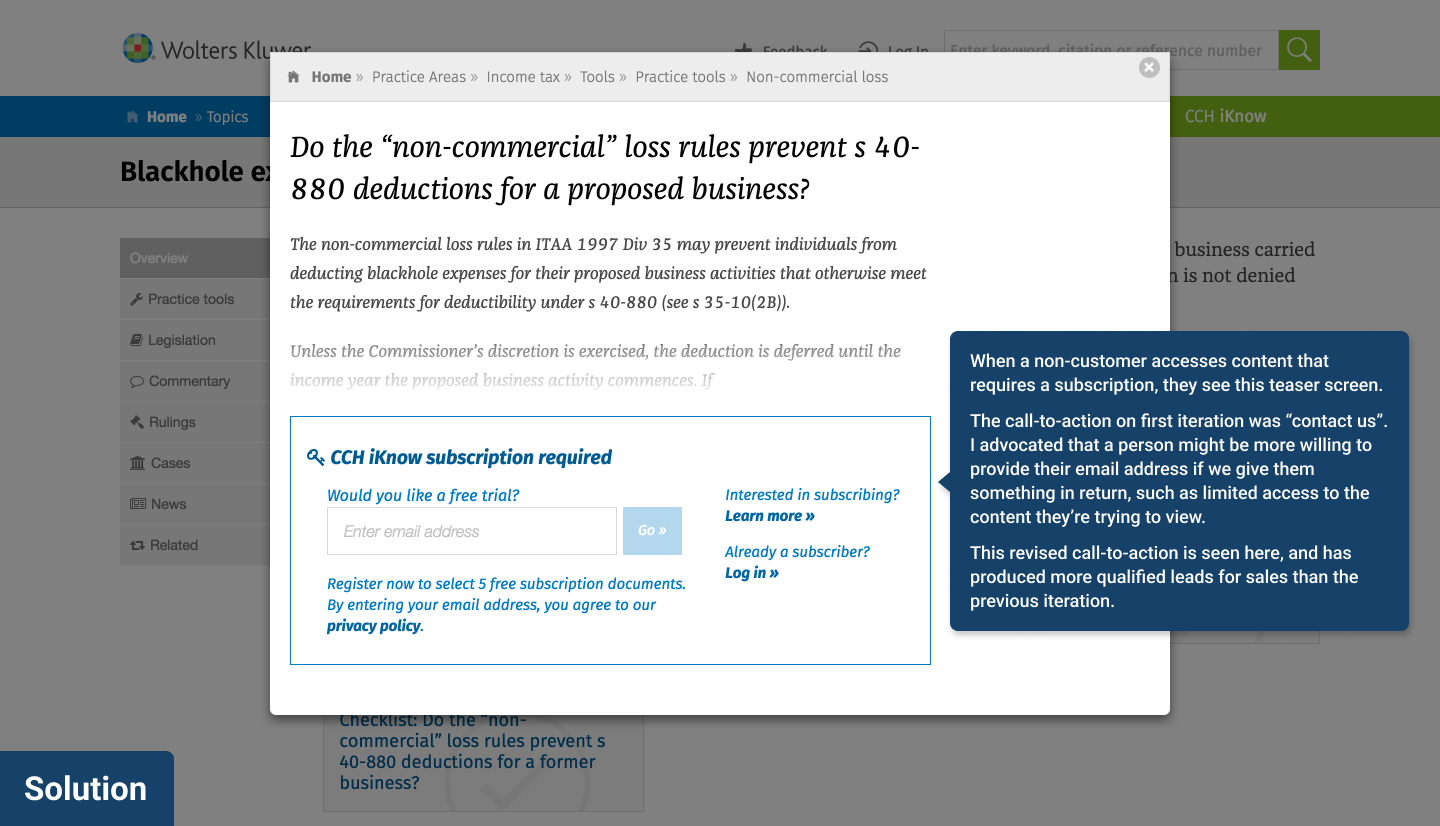 Wolters Kluwer
Feedback
Log In
Enter keyword, citation or reference number
Home » Practice Areas » Income tax » Tools » Practice tools » Non-commercial loss
Home » Topics
CCH iKnow
Blackhole
Do the “non-commercial” loss rules prevent s 40-
880 deductions for a proposed business?
The non-commercial loss rules in ITAA 1997 Div 35 may prevent individuals from
deducting blackhole expenses for their proposed business activities that otherwise meet
the requirements for deductibility under s 40-880 (see s 35-10(2B)).
Unless the Commissioner’s discretion is exercised, the deduction is deferred until the
income year the proposed business activity commences. If
Overview
Practice tools
Legislation
Commentary
Rulings
Cases
News
Related
business carried
is not denied
CCH iKnow subscription required
Would you like a free trial?
Enter email address
Go »
Register now to select 5 free subscription documents.
By entering your email address, you agree to our
privacy policy.
Interested in subscribing?
Learn more »
Already a subscriber?
Log in »
When a non-customer accesses content that
requires a subscription, they see this teaser screen.
The call-to-action on first iteration was “contact us”.
I advocated that a person might be more willing to
provide their email address if we give them
something in return, such as limited access to the
content they’re trying to view.
This revised call-to-action is seen here, and has
produced more qualified leads for sales than the
previous iteration.
Checklist: Do the “non-
commercial” loss rules prevent s
40-880 deductions for a former
business?
Solution